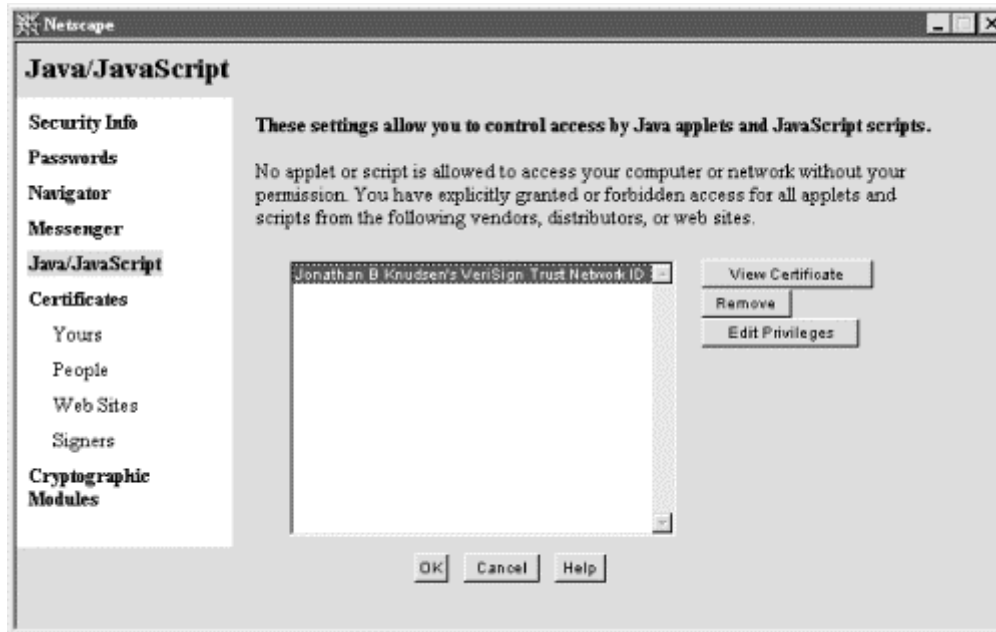 Netscape
Java/JavaScript
Security Info
Passwords
Navigator
Messenger
Java/JavaScript
Certificates
Yours
People
Web Sites
Signers
Cryptographic
Modules
These settings allow you to control access by Java applets and JavaScript scripts.
No applet or script is allowed to access your computer or network without your
permission. You have explicitly granted or forbidden access for all applets and
scripts from the following vendors, distributors, or web sites.
Jonathan B Knudsen's VeriSign Trust Network ID
View Certificate
Remove
Edit Privileges
OK
Cancel
Help